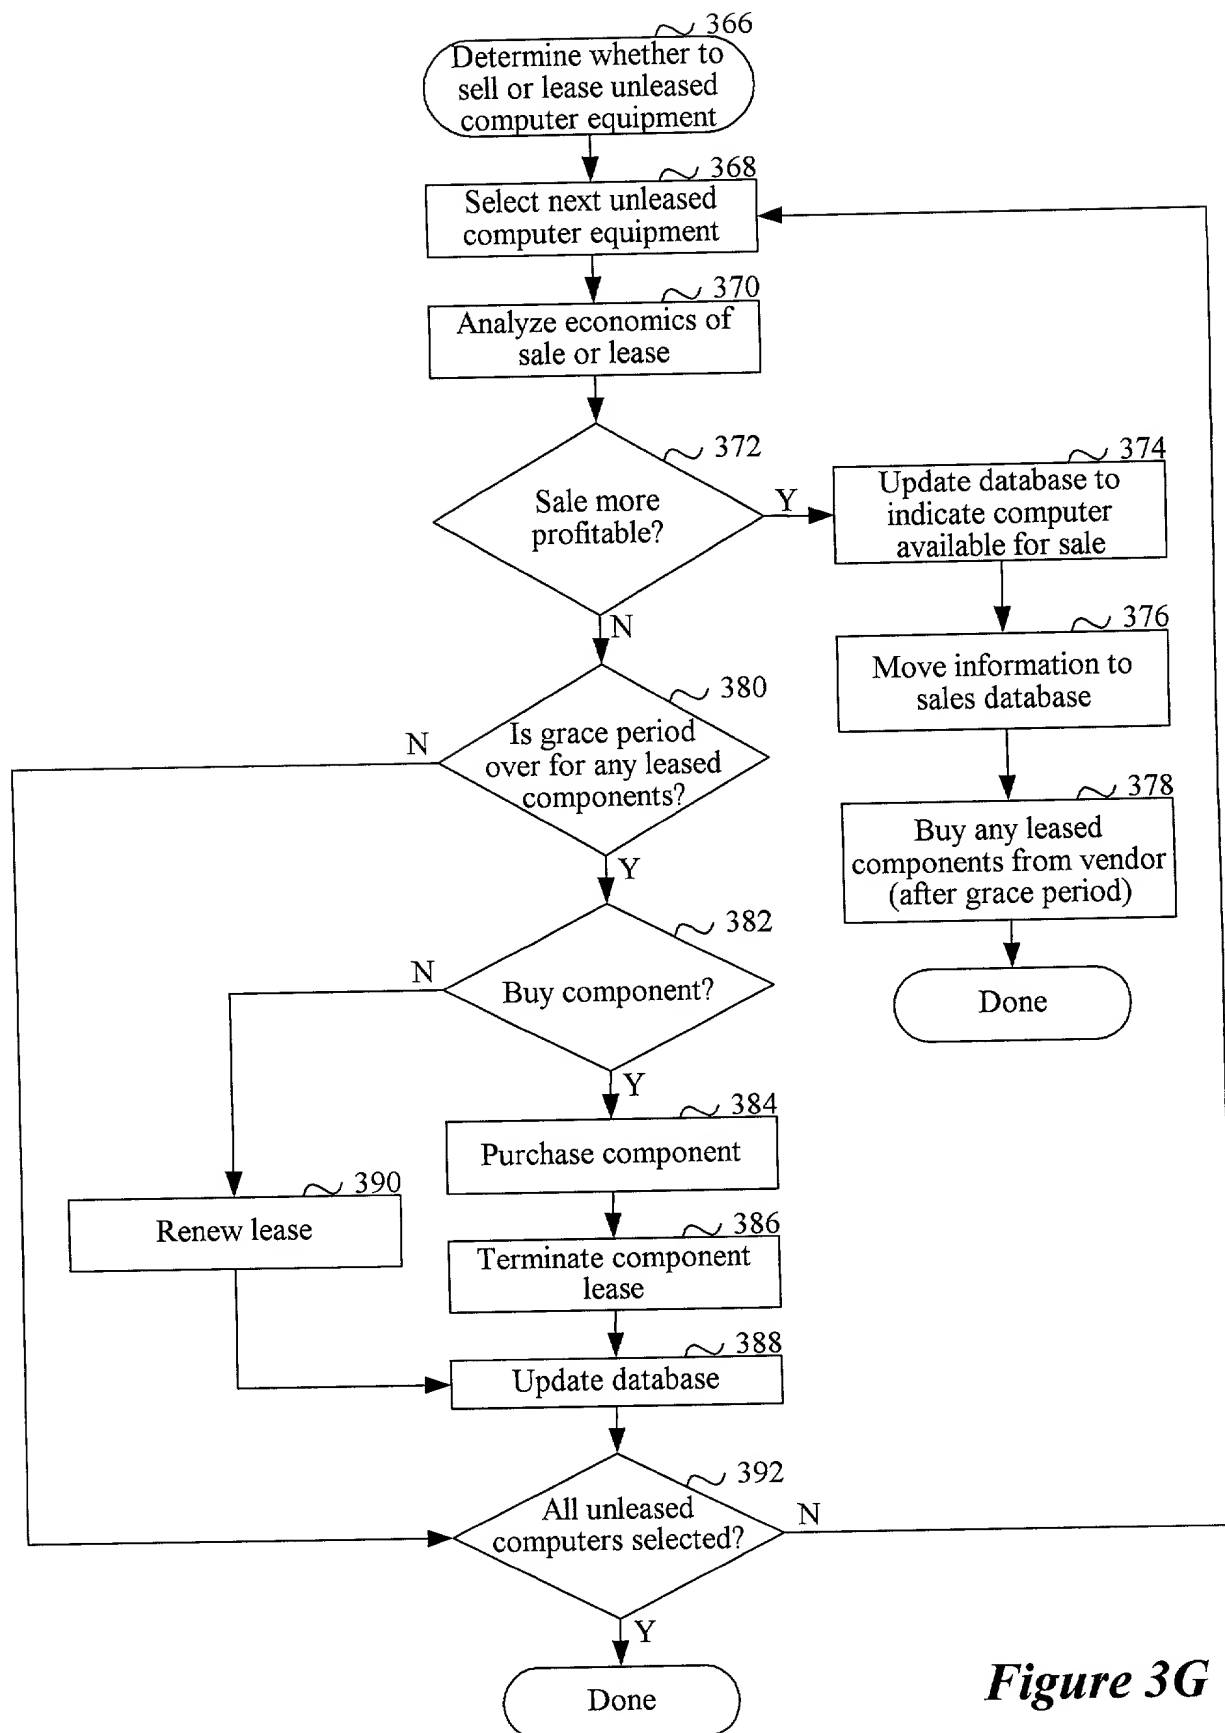 366
Determine whether to
sell or lease unleased
computer equipment
368
Select next unleased
computer equipment
370
Analyze economics of
sale or lease
372
Sale more
profitable?
Y
N
374
Update database to
indicate computer
available for sale
376
Move information to
sales database
378
Buy any leased
components from vendor
(after grace period)
Done
380
Is grace period
over for any leased
components?
N
Y
382
Buy component?
N
Y
384
Purchase component
390
Renew lease
386
Terminate component
lease
388
Update database
392
All unleased
computers selected?
N
Y
Done
Figure 3G